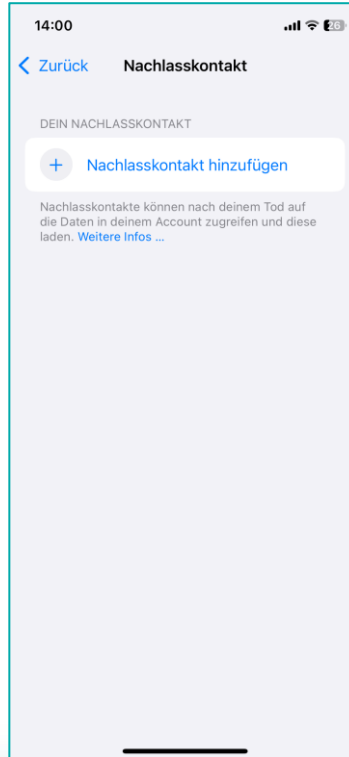 14:00
26
Zurück
Nachlasskontakt
DEIN NACHLASSKONTAKT
+ Nachlasskontakt hinzufügen
Nachlasskontakte können nach deinem Tod auf
die Daten in deinem Account zugreifen und diese
laden. Weitere Infos ...